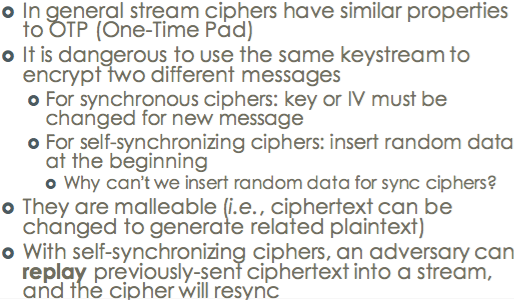 In general stream ciphers have similar properties
to OTP (One-Time Pad)
It is dangerous to use the same keystream to
encrypt two different messages
For synchronous ciphers: key or IV must be
changed for new message
For self-synchronizing ciphers: insert random data
at the beginning
Why can't we insert random data for sync ciphers?
They are malleable (i.e., ciphertext can be
changed to generate related plaintext)
With self-synchronizing ciphers, an adversary can
replay previously-sent ciphertext into a stream,
and the cipher will resync